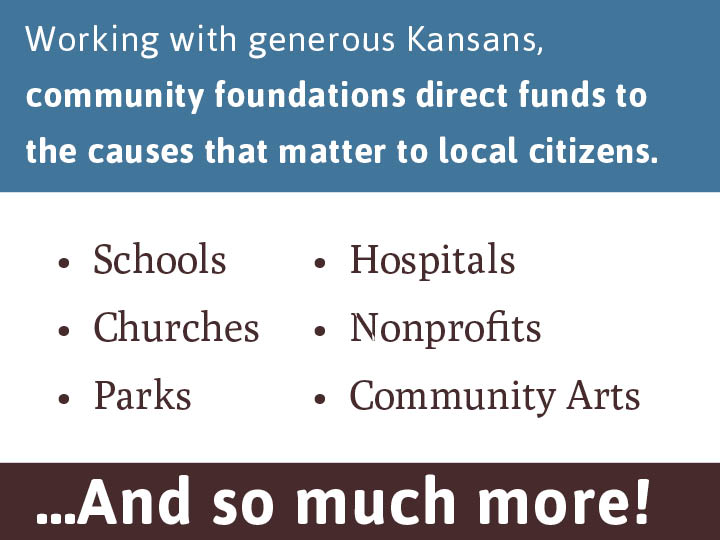 Working with generous Kansans,
community foundations direct funds to
the causes that matter to local citizens.
• Schools
• Churches
• Parks
• Hospitals
• Nonprofits
• Community Arts
...And so much more!